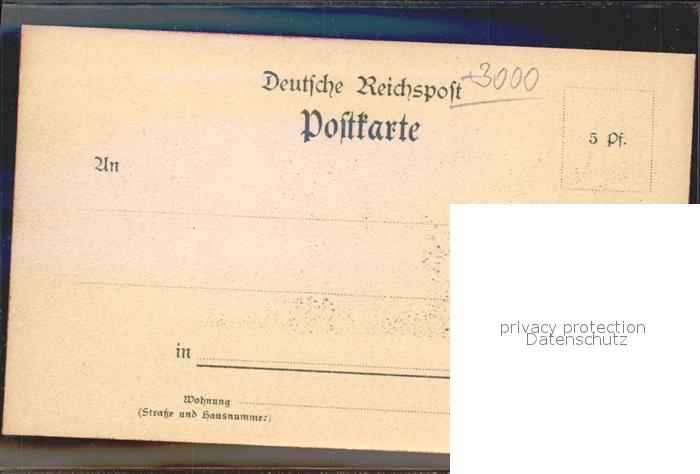 Deutſche Reichspoſt +3000
Poſtkarte
5 Pf.
An
privacy protection
Datenschutz
in
Wohnung
(Straße und Hausnummer)